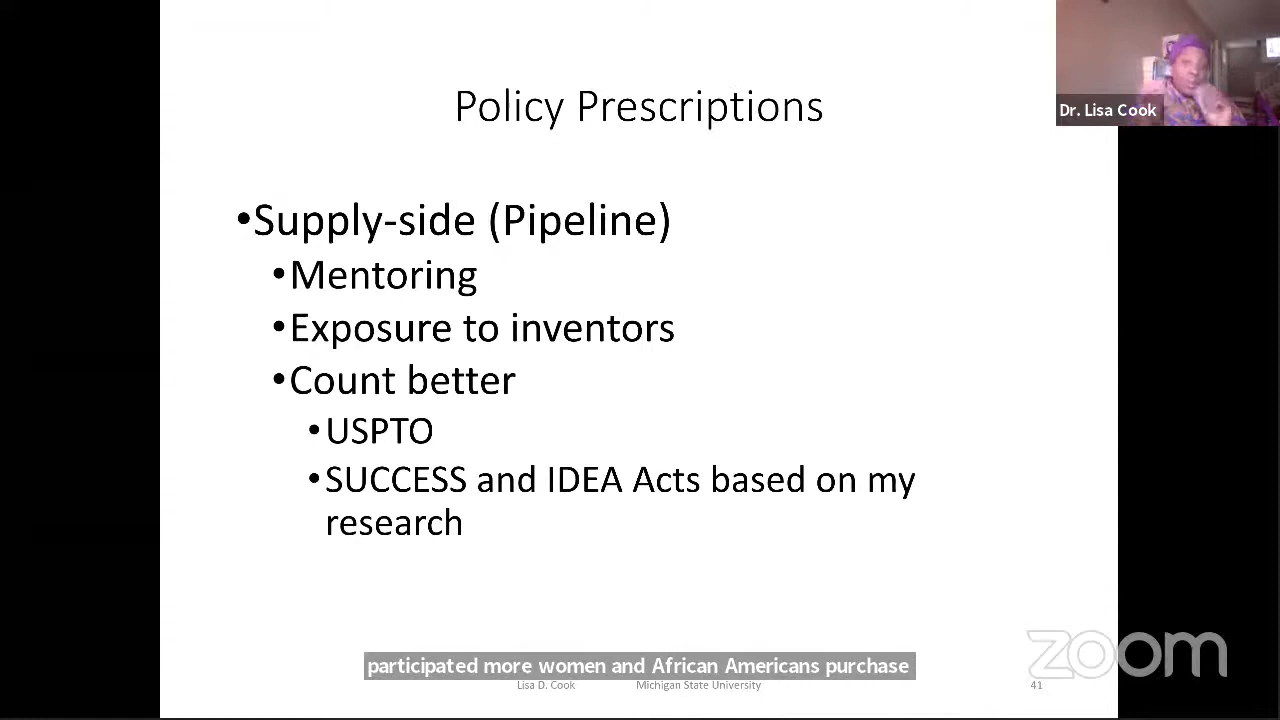 Policy Prescriptions
Dr. Lisa Cook
•Supply-side (Pipeline)
•Mentoring
•Exposure to inventors
•Count better
•USPTO
•SUCCESS and IDEA Acts based on my
research
participated more women and African Americans purchase
Lisa D. Cook Michigan State University 41
zoom